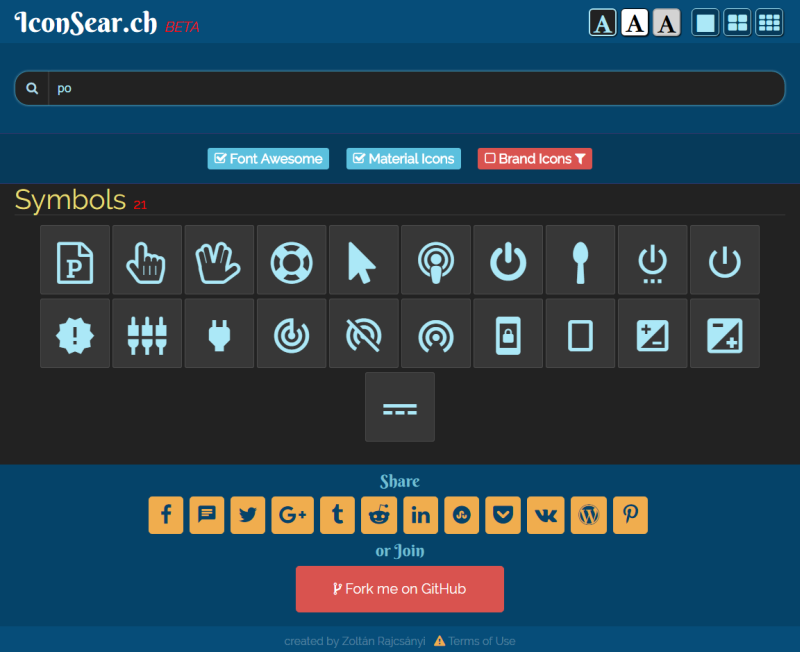 IconSear.ch BETA
A A A
po
Font Awesome Material Icons Brand Icons
Symbols 21
P
Share
f G+ t in
or Join
Fork me on GitHub
created by Zoltán Rajcsányi Terms of Use